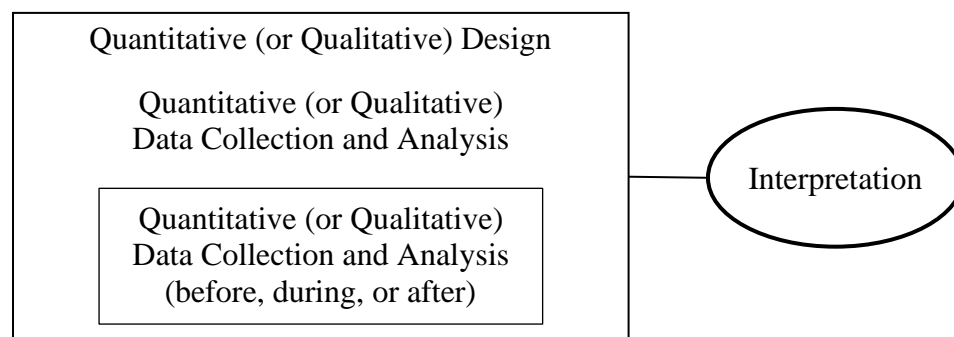 Quantitative (or Qualitative) Design
Quantitative (or Qualitative)
Data Collection and Analysis
Quantitative (or Qualitative)
Data Collection and Analysis
(before, during, or after)
Interpretation